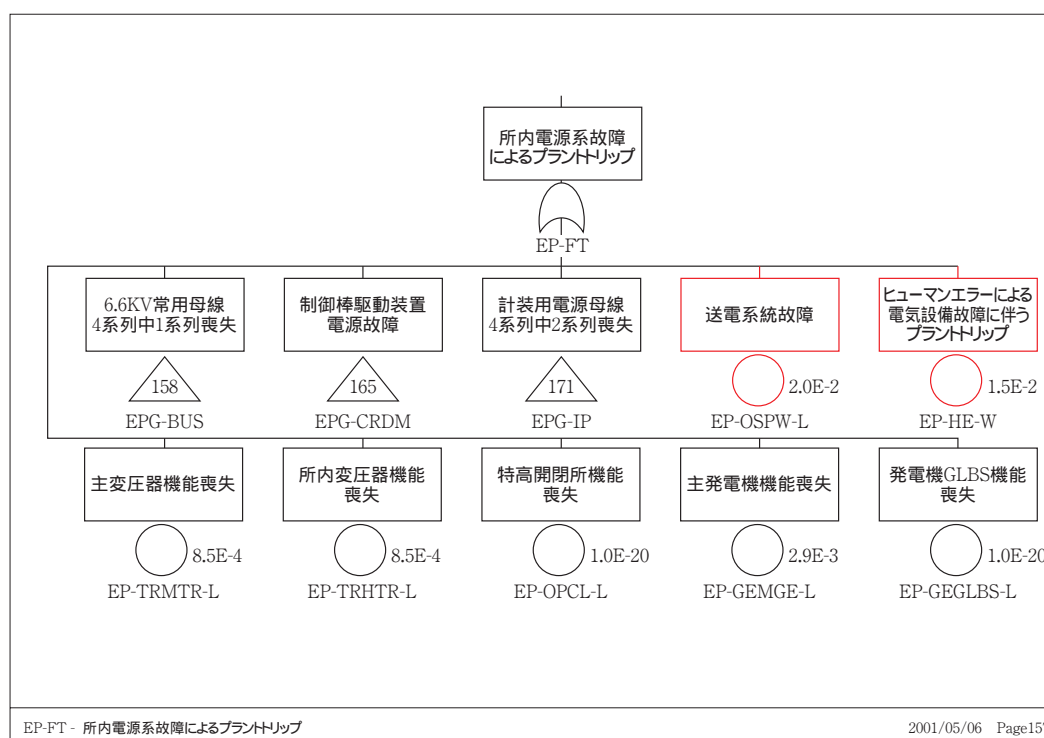 所内電源系故障
によるプラントトリップ
EP-FT
6.6KV常用母線
4系列中1系列喪失
158
EPG-BUS
制御棒駆動装置
電源故障
165
EPG-CRDM
計装用電源母線
4系列中2系列喪失
171
EPG-IP
送電系統故障
2.0E-2
EP-OSPW-L
ヒューマンエラーによる
電気設備故障に伴う
プラントトリップ
1.5E-2
EP-HE-W
主変圧器機能喪失
8.5E-4
EP-TRMTR-L
所内変圧器機能
喪失
8.5E-4
EP-TRHTR-L
特高開閉所機能
喪失
1.0E-20
EP-OPCL-L
主発電機機能喪失
2.9E-3
EP-GEMGE-L
発電機GLBS機能
喪失
1.0E-20
EP-GEGLBS-L
EP-FT - 所内電源系故障によるプラントトリップ
2001/05/06 Page157